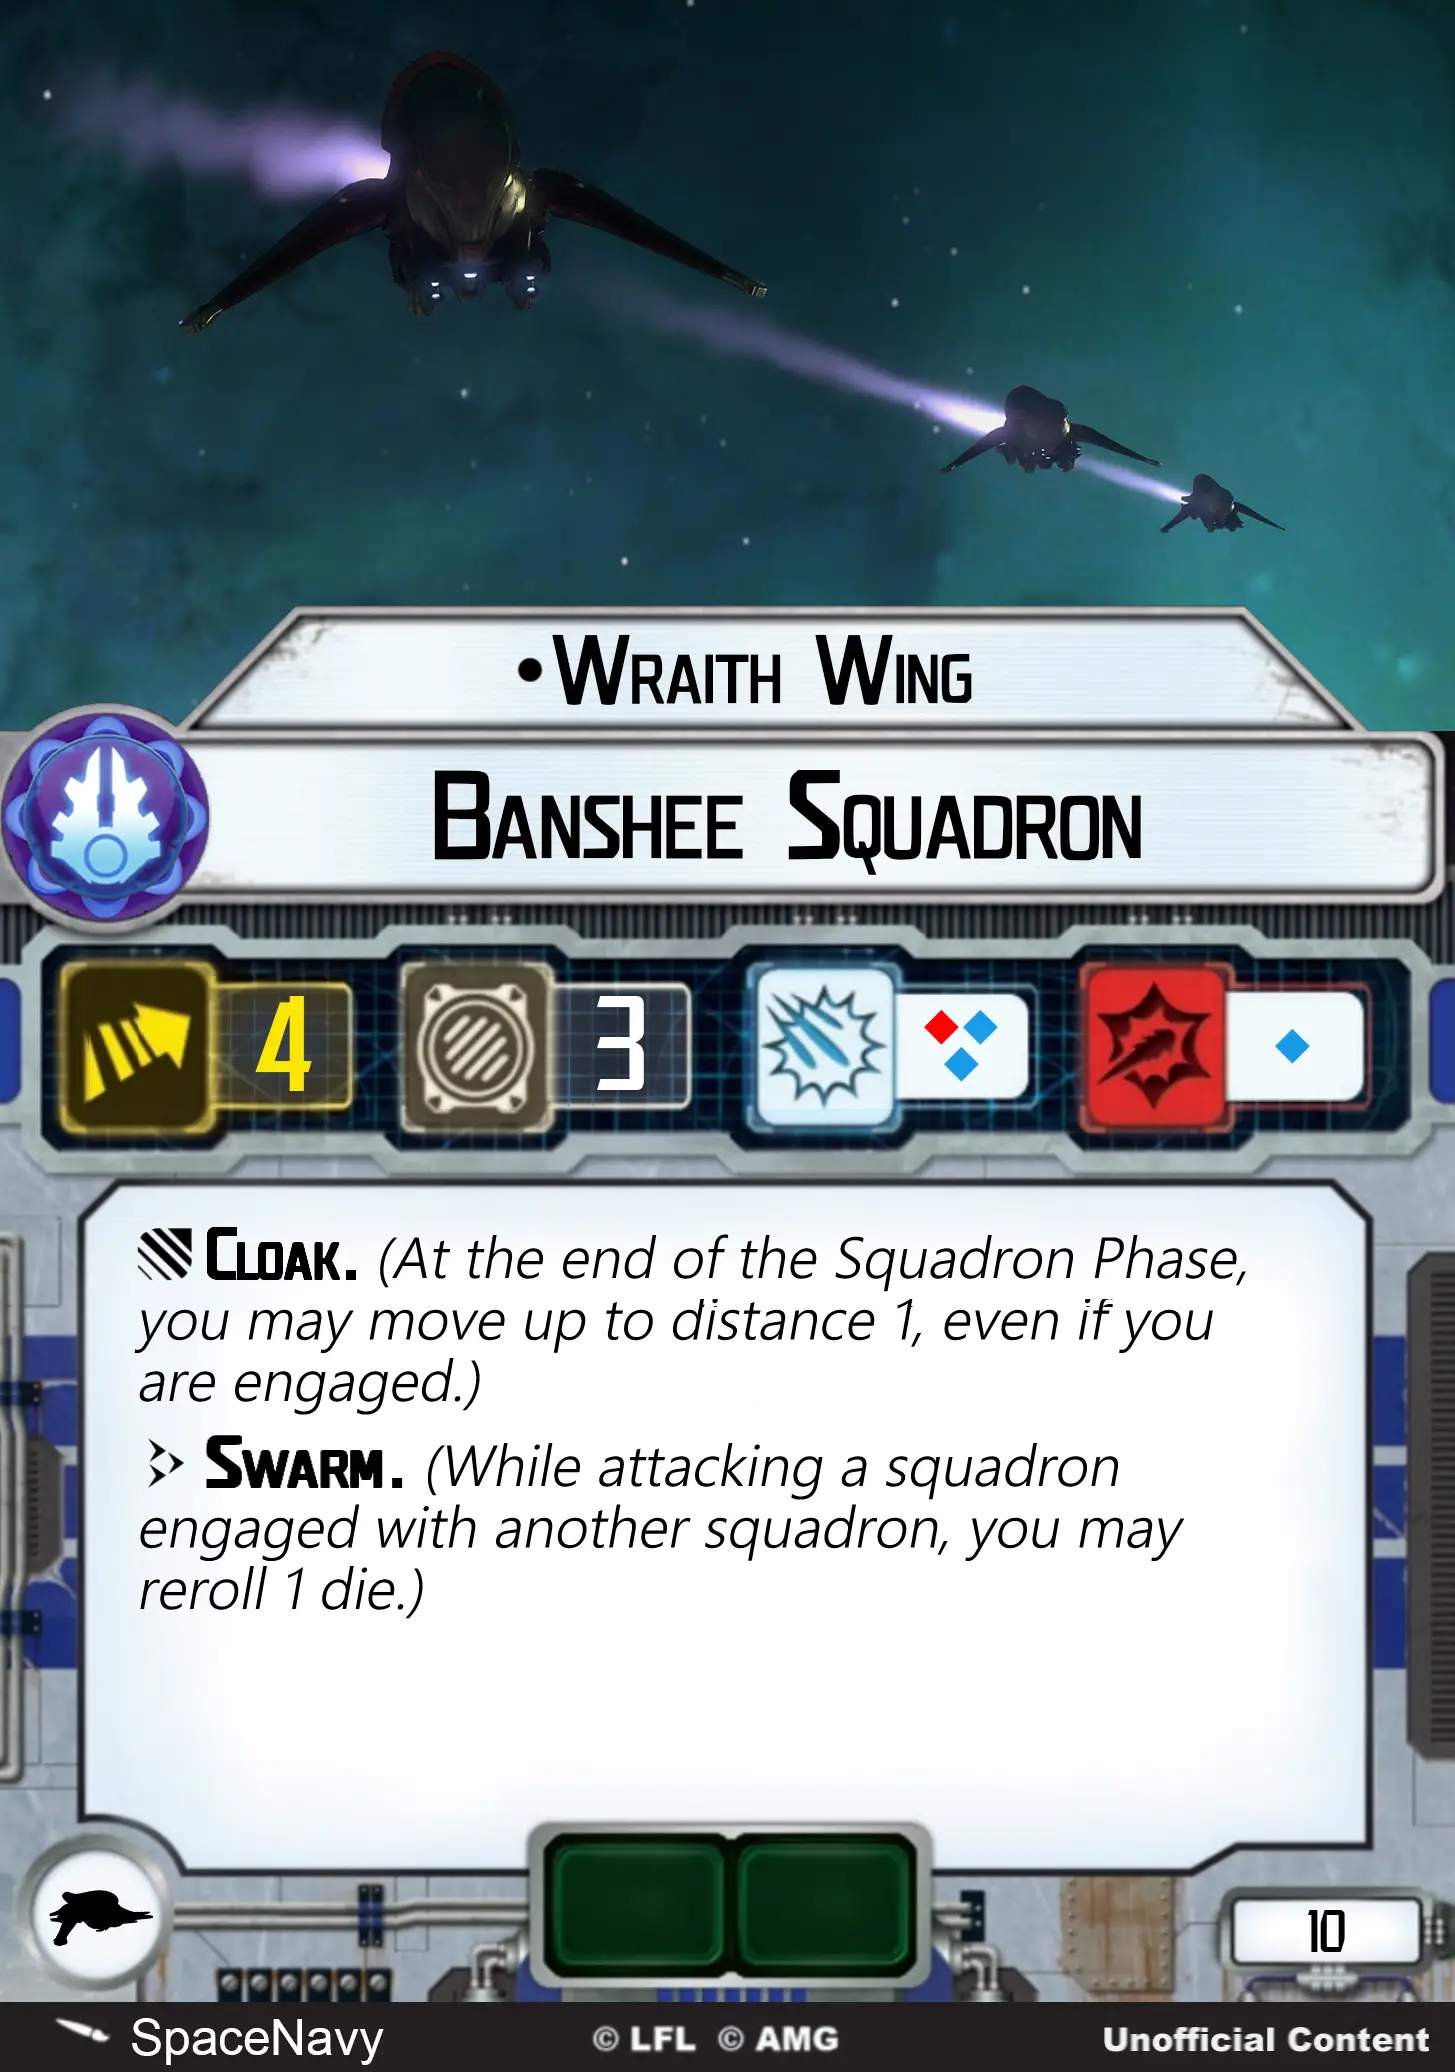 •Wraith Wing
Banshee Squadron
4
3
Cloak. (At the end of the Squadron Phase,
you may move up to distance 1, even if you
are engaged.)
Swarm. (While attacking a squadron
engaged with another squadron, you may
reroll 1 die.)
10
SpaceNavy
© LFL © AMG
Unofficial Content